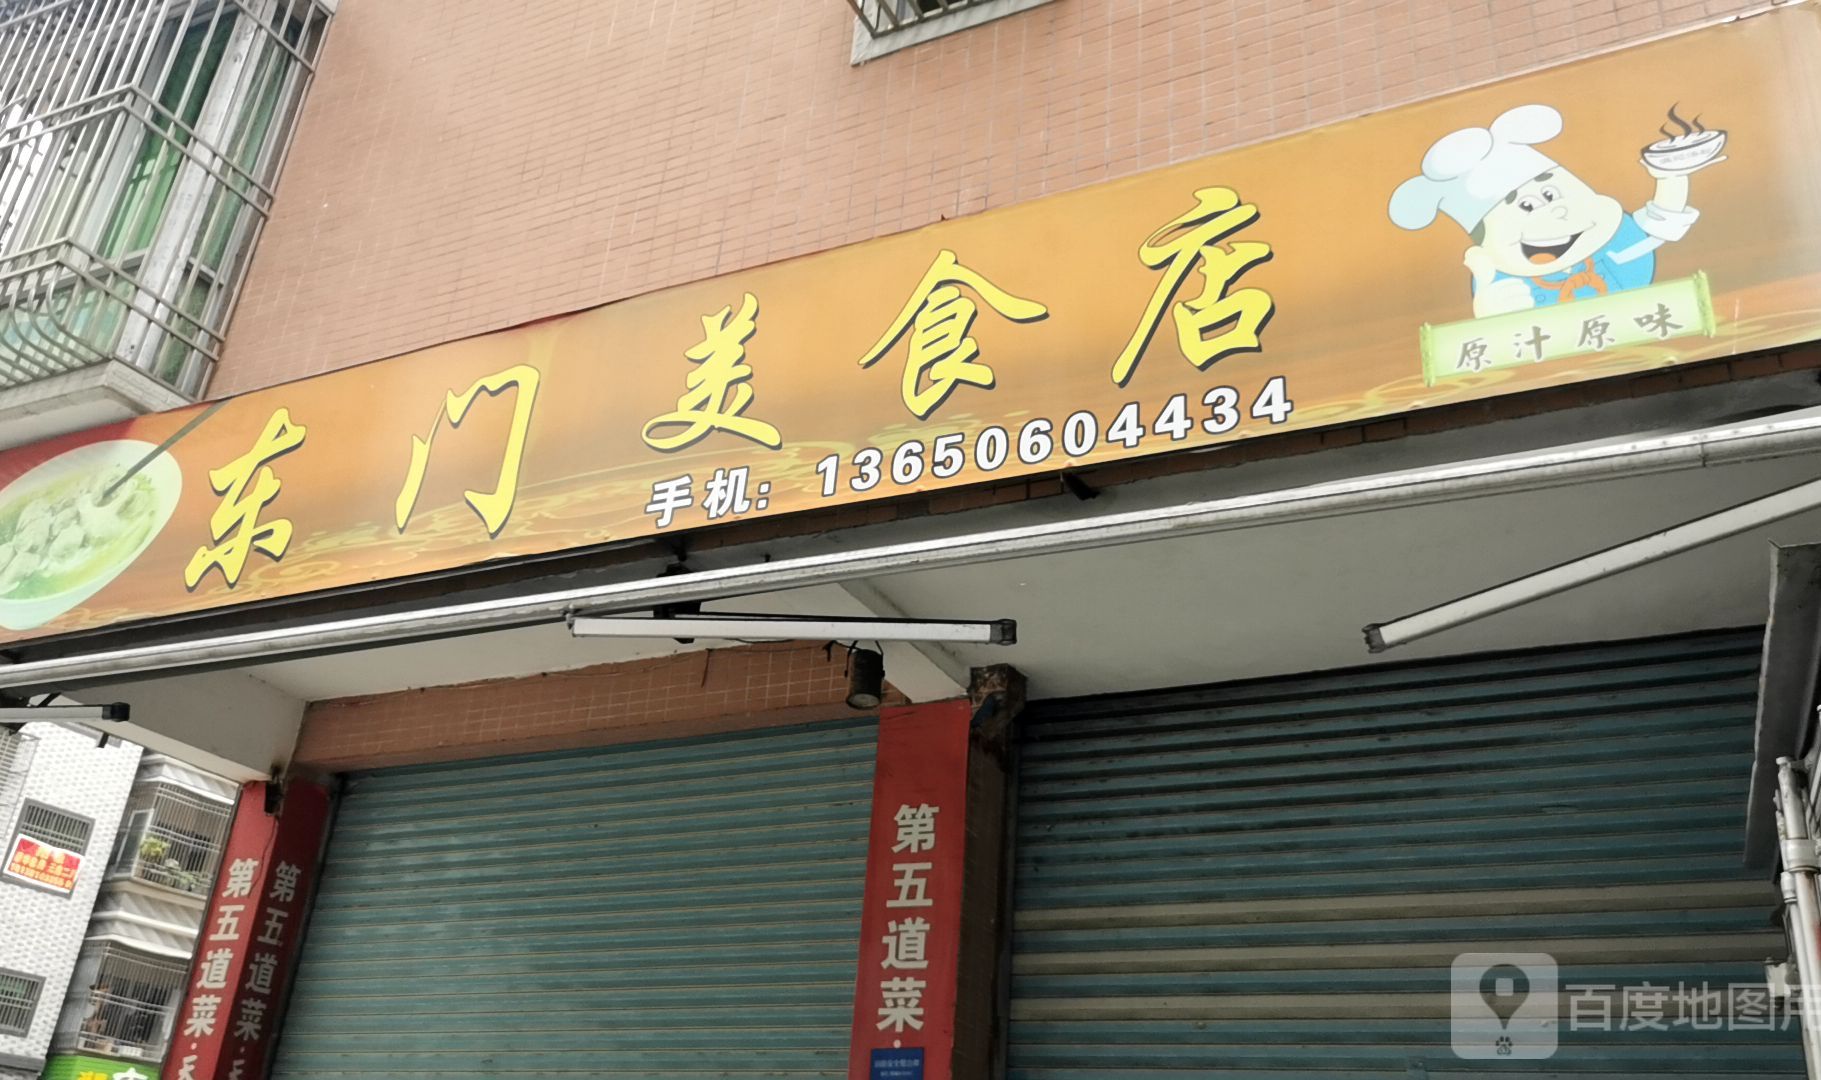 东门美食店
手机：13650604434
原汁原味
第五道菜·
第五道菜·
第五道菜·
百度地图用